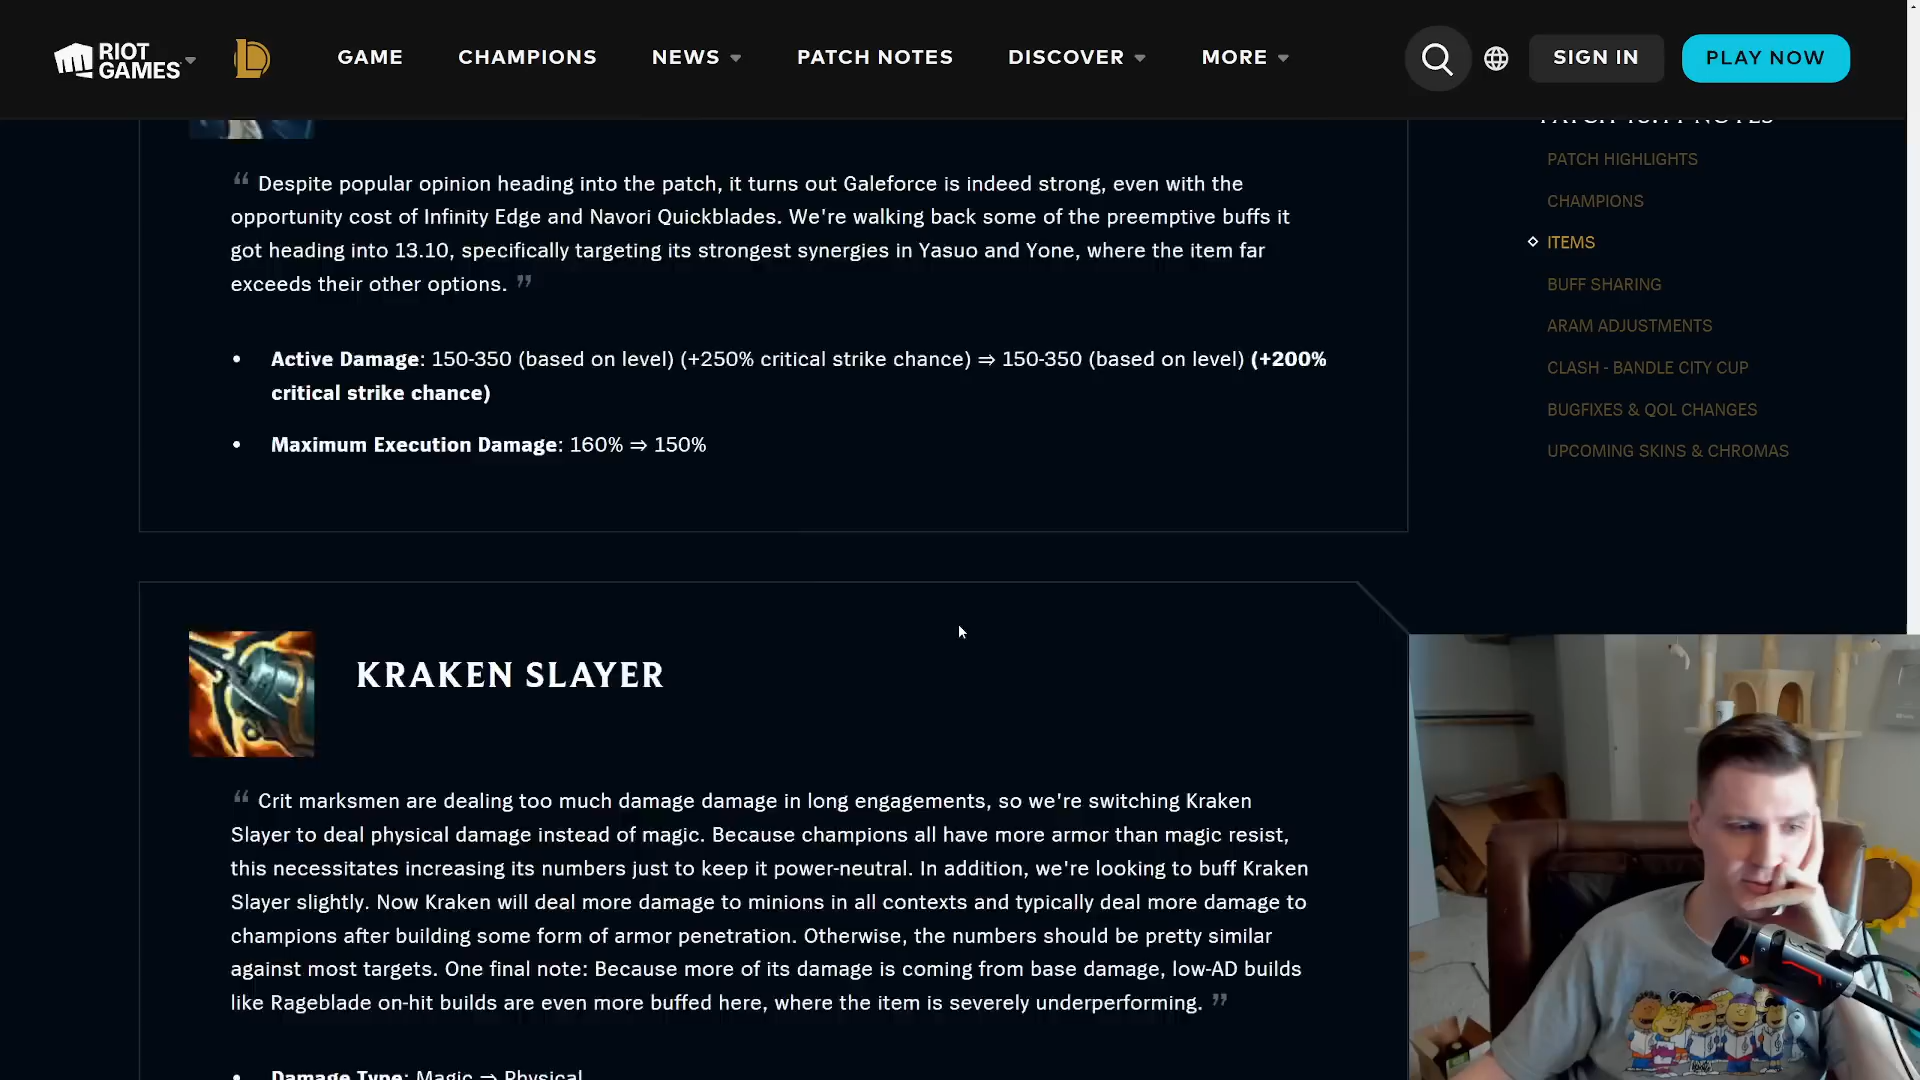 RIOT GAMES
GAME
CHAMPIONS
NEWS
PATCH NOTES
DISCOVER
MORE
SIGN IN
PLAY NOW
“ Despite popular opinion heading into the patch, it turns out Galeforce is indeed strong, even with the
opportunity cost of Infinity Edge and Navori Quickblades. We're walking back some of the preemptive buffs it
got heading into 13.10, specifically targeting its strongest synergies in Yasuo and Yone, where the item far
exceeds their other options. ”
• Active Damage: 150-350 (based on level) (+250% critical strike chance) ⇒ 150-350 (based on level) (+200%
critical strike chance)
• Maximum Execution Damage: 160% ⇒ 150%
KRAKEN SLAYER
“ Crit marksmen are dealing too much damage damage in long engagements, so we're switching Kraken
Slayer to deal physical damage instead of magic. Because champions all have more armor than magic resist,
this necessitates increasing its numbers just to keep it power-neutral. In addition, we're looking to buff Kraken
Slayer slightly. Now Kraken will deal more damage to minions in all contexts and typically deal more damage to
champions after building some form of armor penetration. Otherwise, the numbers should be pretty similar
against most targets. One final note: Because more of its damage is coming from base damage, low-AD builds
like Rageblade on-hit builds are even more buffed here, where the item is severely underperforming. ”
• Damage Type: Magic ⇒ Physical
PATCH 13.11 NOTES
PATCH HIGHLIGHTS
CHAMPIONS
ITEMS
BUFF SHARING
ARAM ADJUSTMENTS
CLASH - BANDLE CITY CUP
BUGFIXES & QOL CHANGES
UPCOMING SKINS & CHROMAS